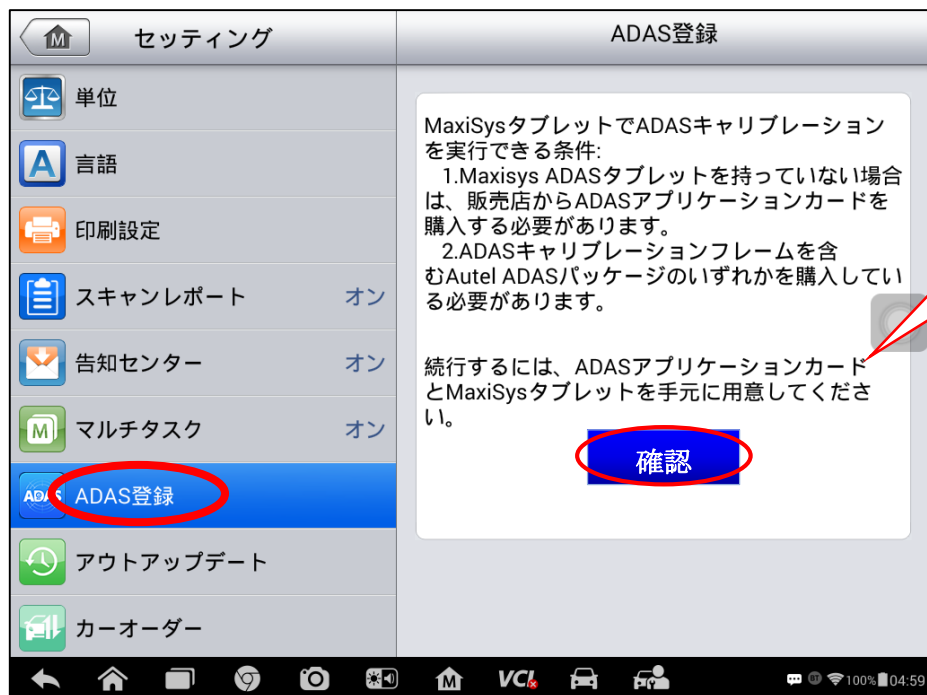 セッティング
ADAS登録
単位
言語
印刷設定
スキャンレポート オン
告知センター オン
マルチタスク オン
ADAS ADAS登録
アウトアップデート
カーオーダー
MaxiSysタブレットでADASキャリブレーション
を実行できる条件:
1.Maxisys ADASタブレットを持っていない場合
は、販売店からADASアプリケーションカードを
購入する必要があります。
2.ADASキャリブレーションフレームを含
むAutel ADASパッケージのいずれかを購入してい
る必要があります。
続行するには、ADASアプリケーションカード
とMaxiSysタブレットを手元に用意してくださ
い。
確認
VCI 100% 04:59